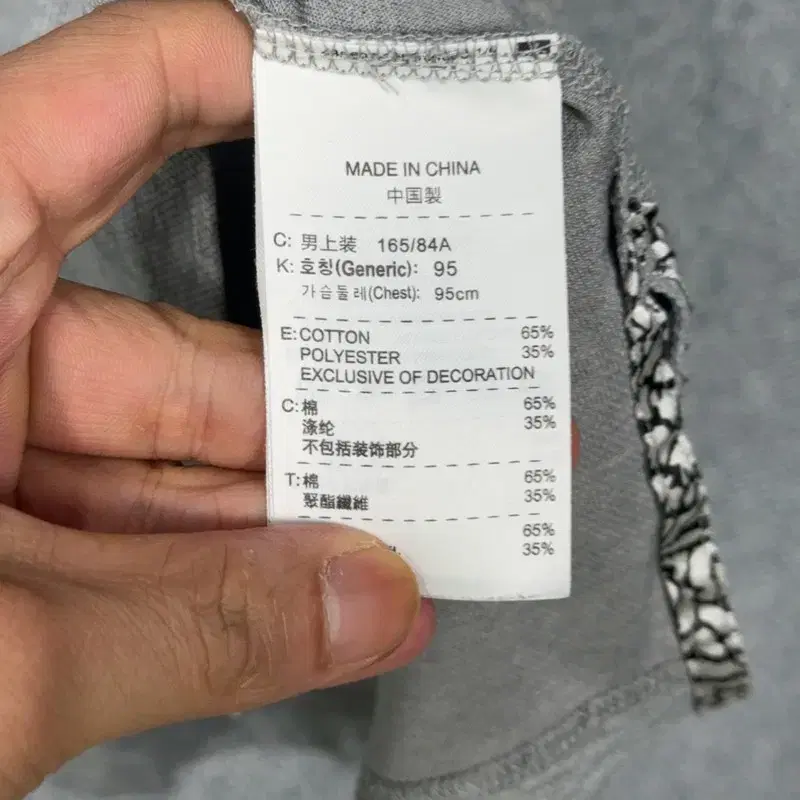 MADE IN CHINA
中国製
C: 男上装 165/84A
K: 호칭(Generic): 95
가슴둘레(Chest): 95cm
E: COTTON 65%
POLYESTER 35%
EXCLUSIVE OF DECORATION
C: 棉 65%
涤纶 35%
不包括装饰部分
T: 棉 65%
聚酯纖維 35%
65%
35%